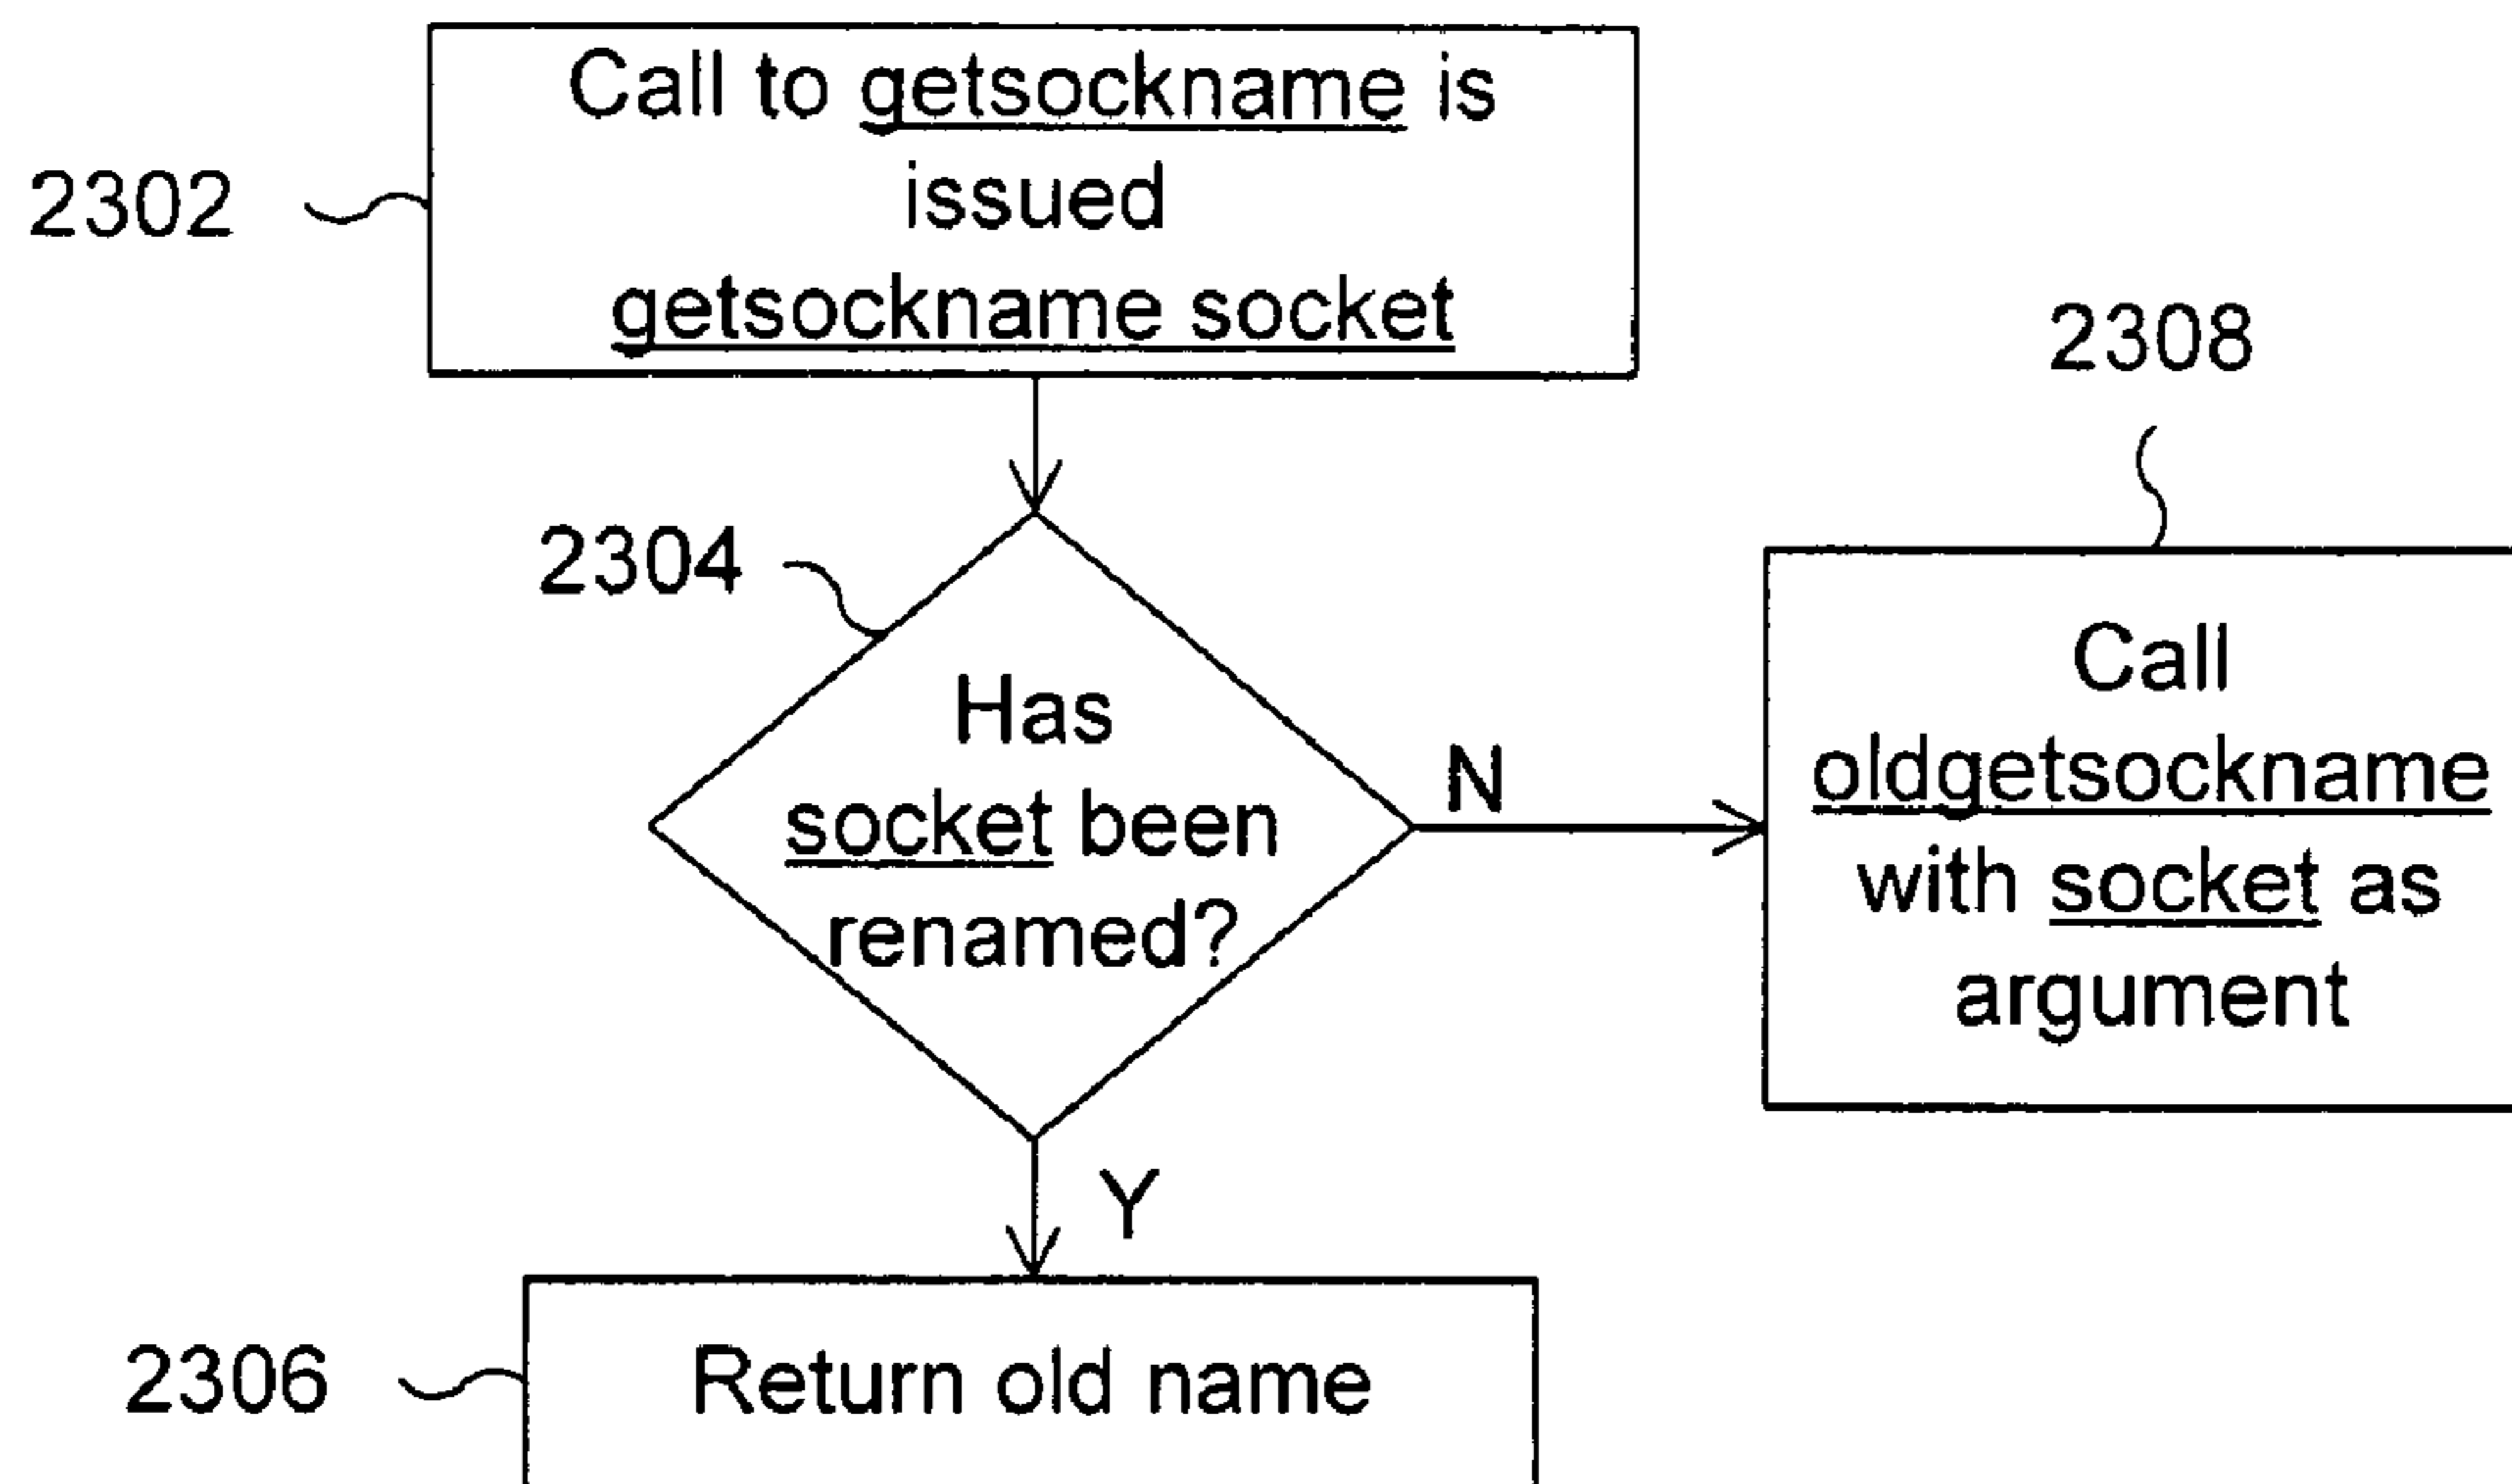 Call to getsockname is
issued
getsockname socket
2302
2308
2304
Has
socket been
renamed?
N
Call
oldgetsockname
with socket as
argument
Y
2306
Return old name